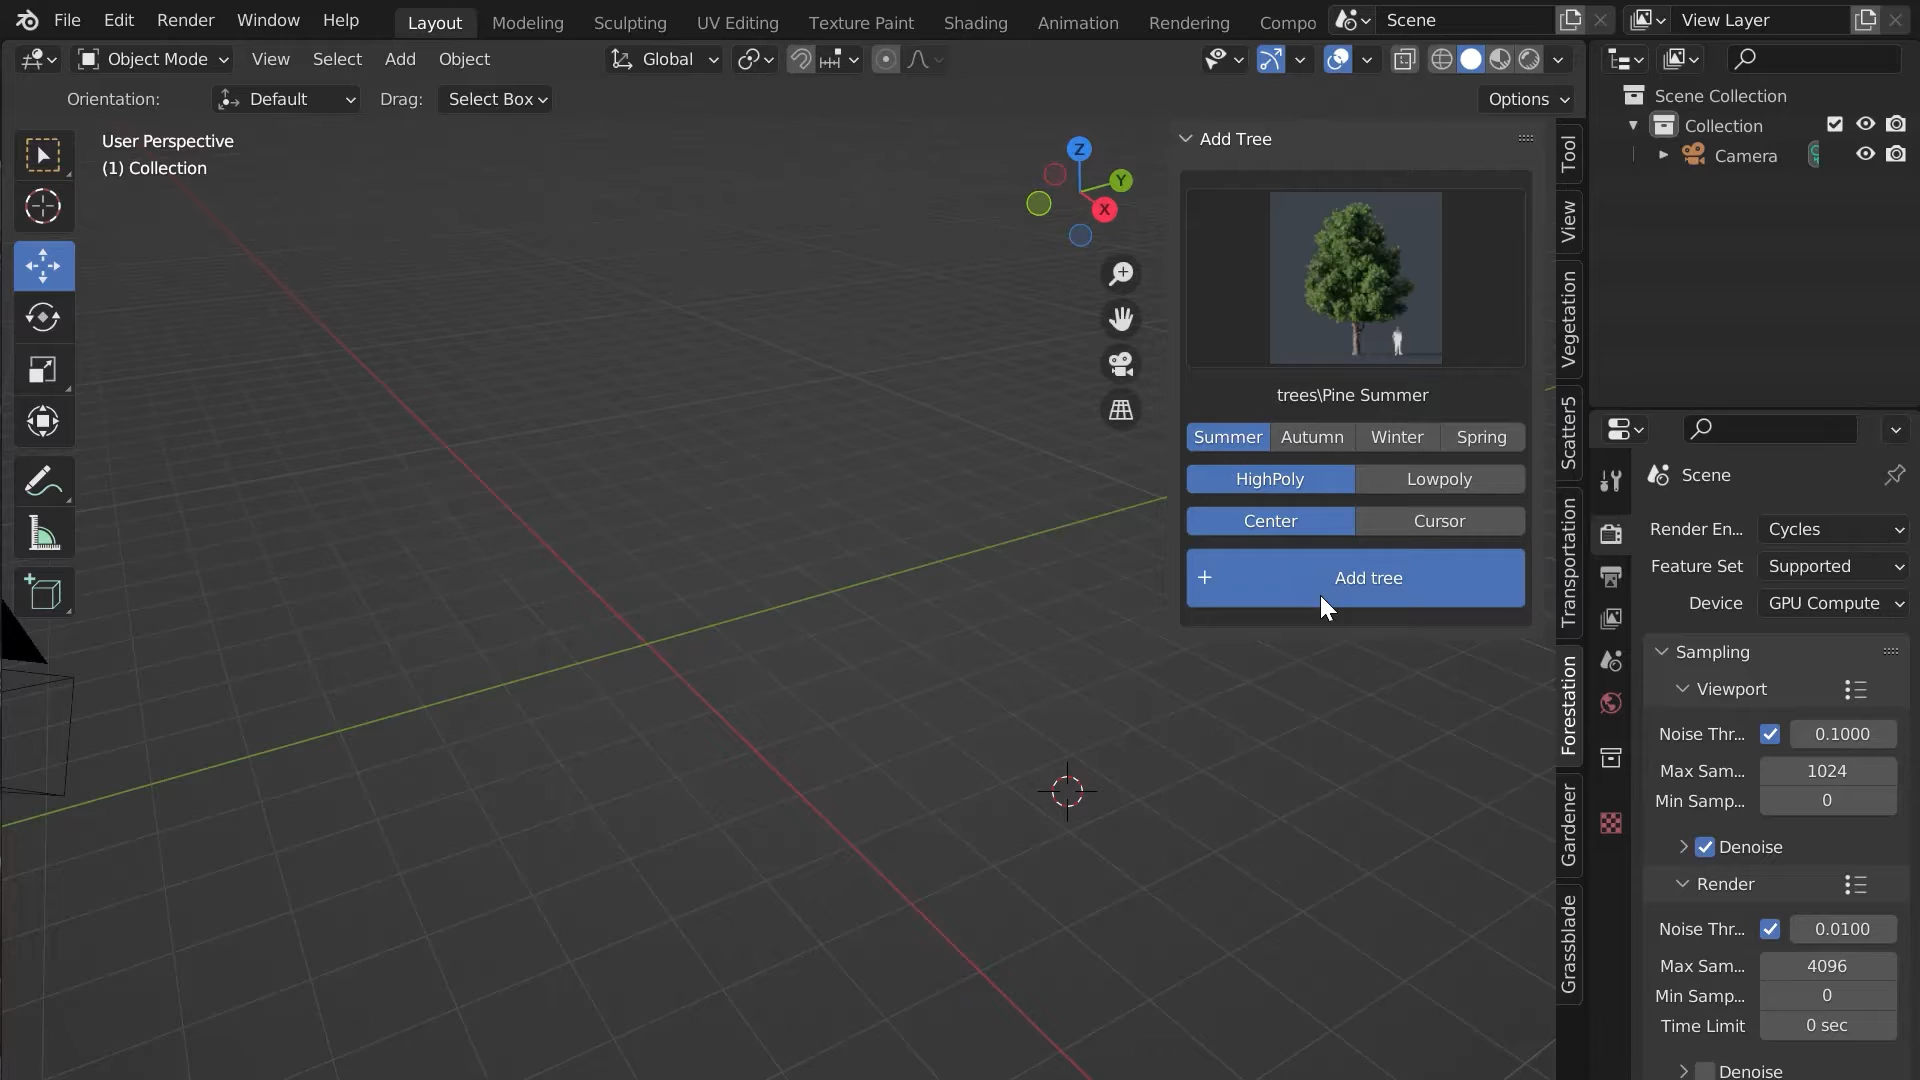 File Edit Render Window Help Layout Modeling Sculpting UV Editing Texture Paint Shading Animation Rendering Compo Scene View Layer
Object Mode View Select Add Object Global
Orientation: Default Drag: Select Box Options
User Perspective
(1) Collection
Z
Y
X
Add Tree
trees\Pine Summer
Summer Autumn Winter Spring
HighPoly Lowpoly
Center Cursor
+ Add tree
Tool
View
Vegetation
Scatter5
Transportation
Forestation
Gardener
Grassblade
Scene Collection
Collection
Camera
Scene
Render En... Cycles
Feature Set Supported
Device GPU Compute
Sampling
Viewport
Noise Thr... 0.1000
Max Sam... 1024
Min Samp... 0
Denoise
Render
Noise Thr... 0.0100
Max Sam... 4096
Min Samp... 0
Time Limit 0 sec
Denoise